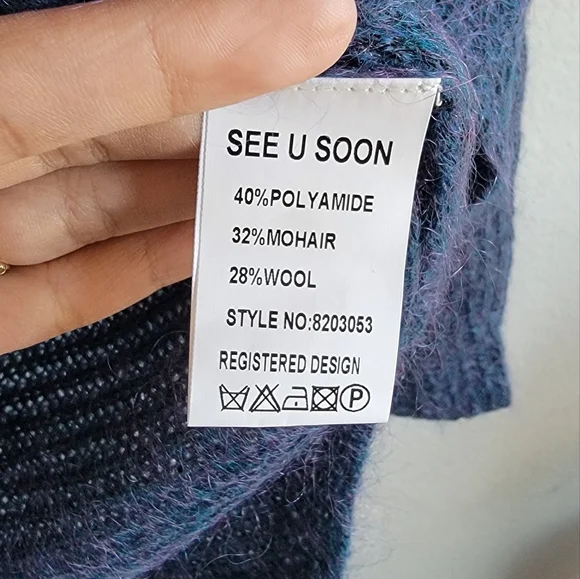 SEE U SOON
40%POLYAMIDE
32%MOHAIR
28%WOOL
STYLE NO:8203053
REGISTERED DESIGN
P